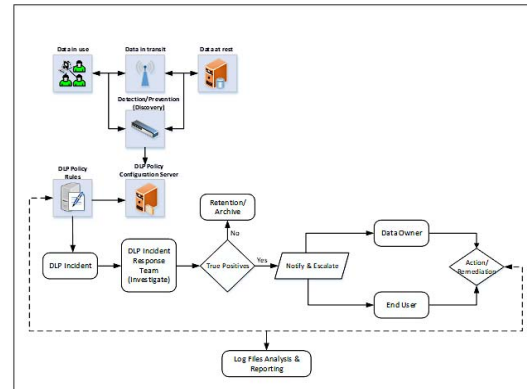 Data in use
Data in transit
Data at rest
Detection/Prevention
(Discovery)
DLP Policy
Rules
DLP Policy
Configuration Server
Retention/
Archive
No
DLP Incident
DLP Incident
Response
Team
(Investigate)
True Positives
Yes
Notify & Escalate
Data Owner
End User
Action/
Remediation
Log Files Analysis &
Reporting